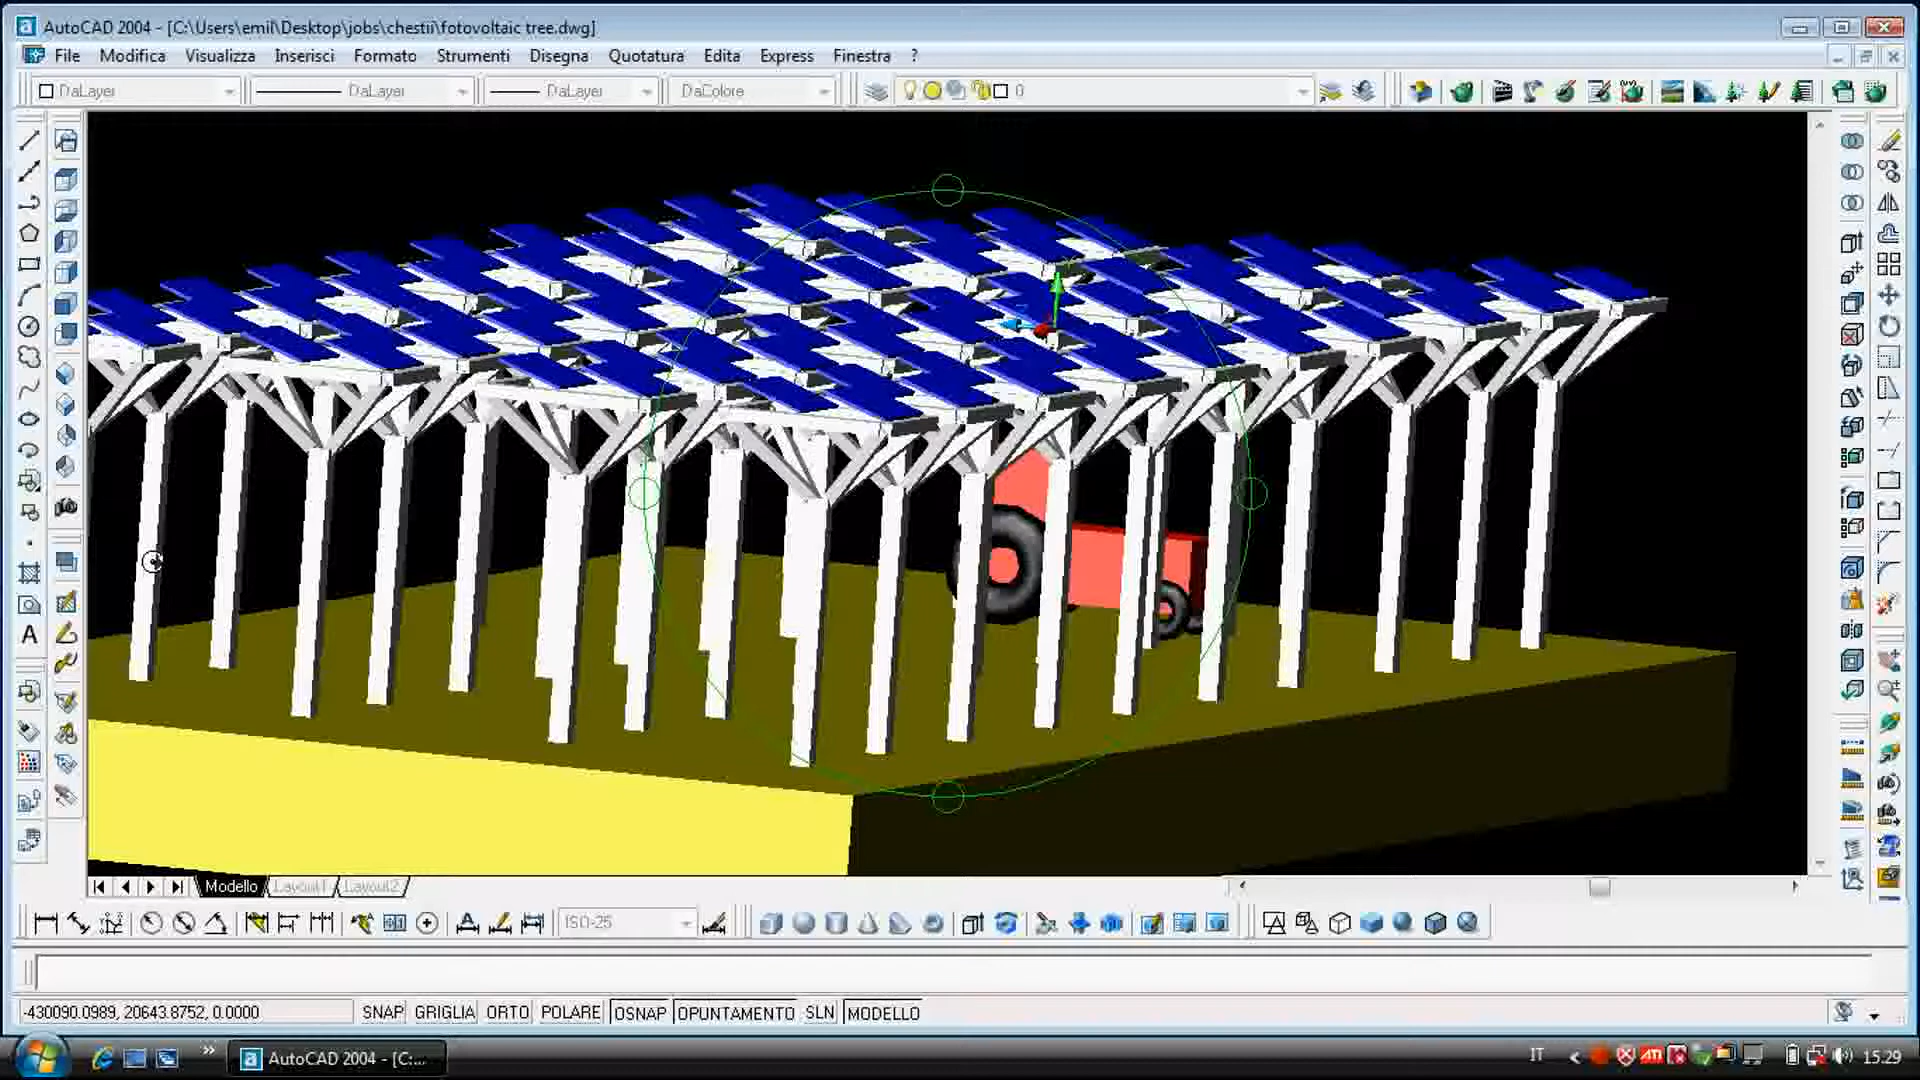 AutoCAD 2004 - [C:\Users\emil\Desktop\jobs\chestii\fotovoltaic tree.dwg]
File Modifica Visualizza Inserisci Formato Strumenti Disegna Quotatura Edita Express Finestra ?
DaLayer DaLayer DaLayer DaColore 0
A
Modello Layout1 Layout2
ISO-25
-430090.0989, 20643.8752, 0.0000 SNAP GRIGLIA ORTO POLARE OSNAP OPUNTAMENTO SLN MODELLO
AutoCAD 2004 - [C:... IT 15.29